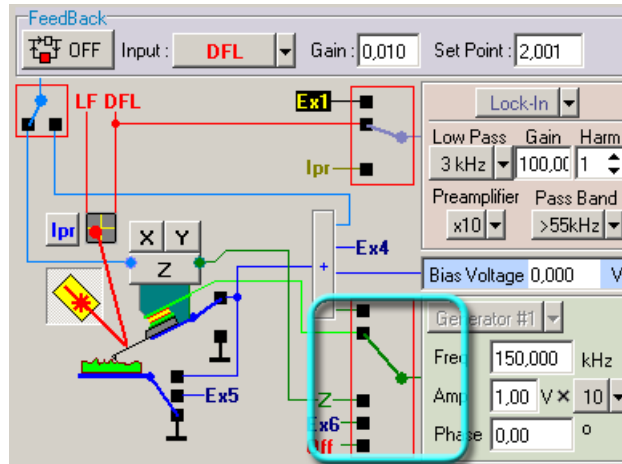 FeedBack
OFF Input : DFL Gain : 0,010 Set Point : 2,001
LF DFL Ex1 Lock-In
Low Pass Gain Harm
3 kHz 100,00 1
Ipr
Preamplifier Pass Band
x10 >55kHz
Ipr X Y
Z
Ex4
+
Bias Voltage 0,000 V
Generator #1
Freq 150,000 kHz
Ex5
Z
Amp 1,00 V× 10
Ex6
Phase 0,00 °
Off